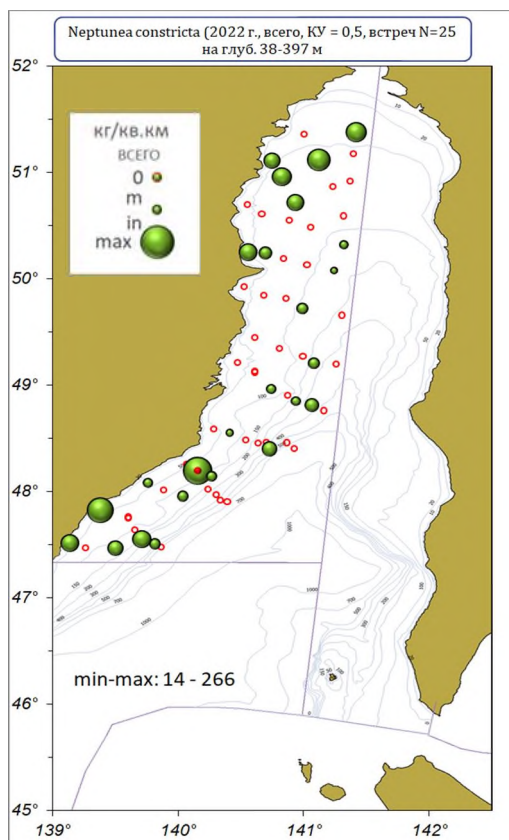 Neptunea constricta (2022 г., всего, КУ = 0,5, встреч N=25
на глуб. 38-397 м
52°
51°
50°
49°
48°
47°
46°
45°
кг/кв.км
ВСЕГО
0
m
in
max
min-max: 14 - 266
139°
140°
141°
142°